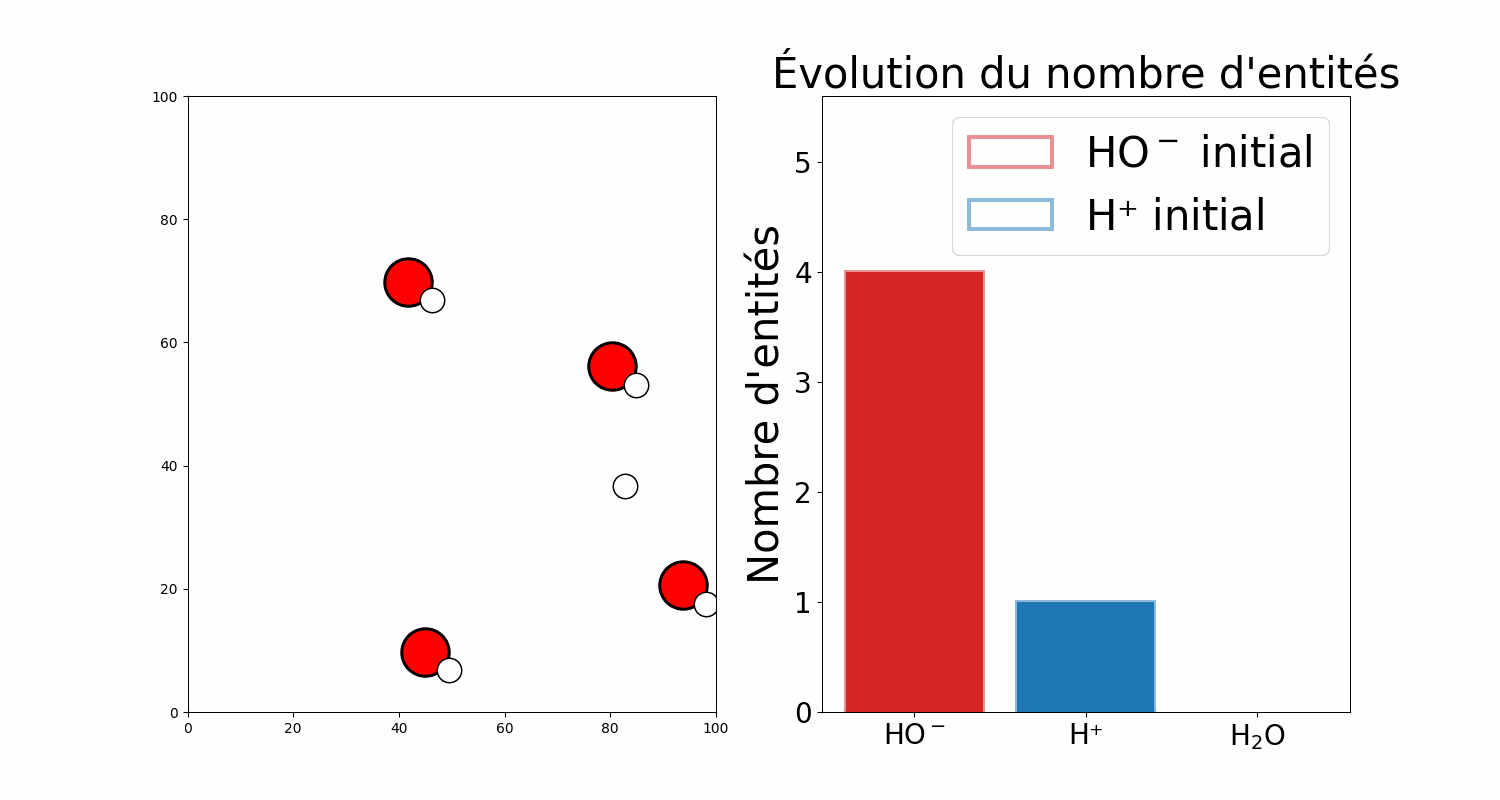 100
80
60
40
20
0
0 20 40 60 80 100
Évolution du nombre d'entités
HO⁻ initial
H⁺ initial
Nombre d'entités
5
4
3
2
1
0
HO⁻ H⁺ H₂O